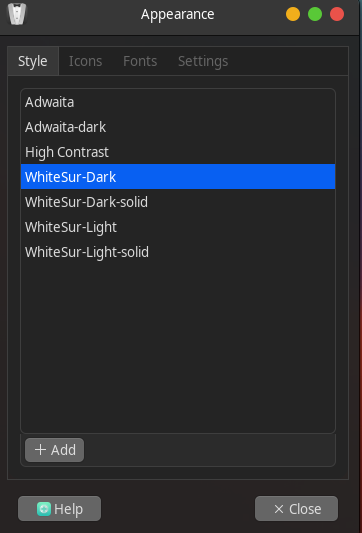 Appearance
Style Icons Fonts Settings
Adwaita
Adwaita-dark
High Contrast
WhiteSur-Dark
WhiteSur-Dark-solid
WhiteSur-Light
WhiteSur-Light-solid
Add
Help Close